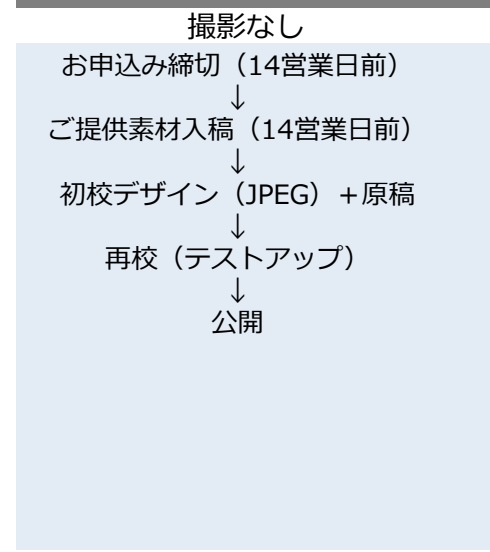 撮影なし
お申込み締切（14営業日前）
↓
ご提供素材入稿（14営業日前）
↓
初校デザイン（JPEG）＋原稿
↓
再校（テストアップ）
↓
公開